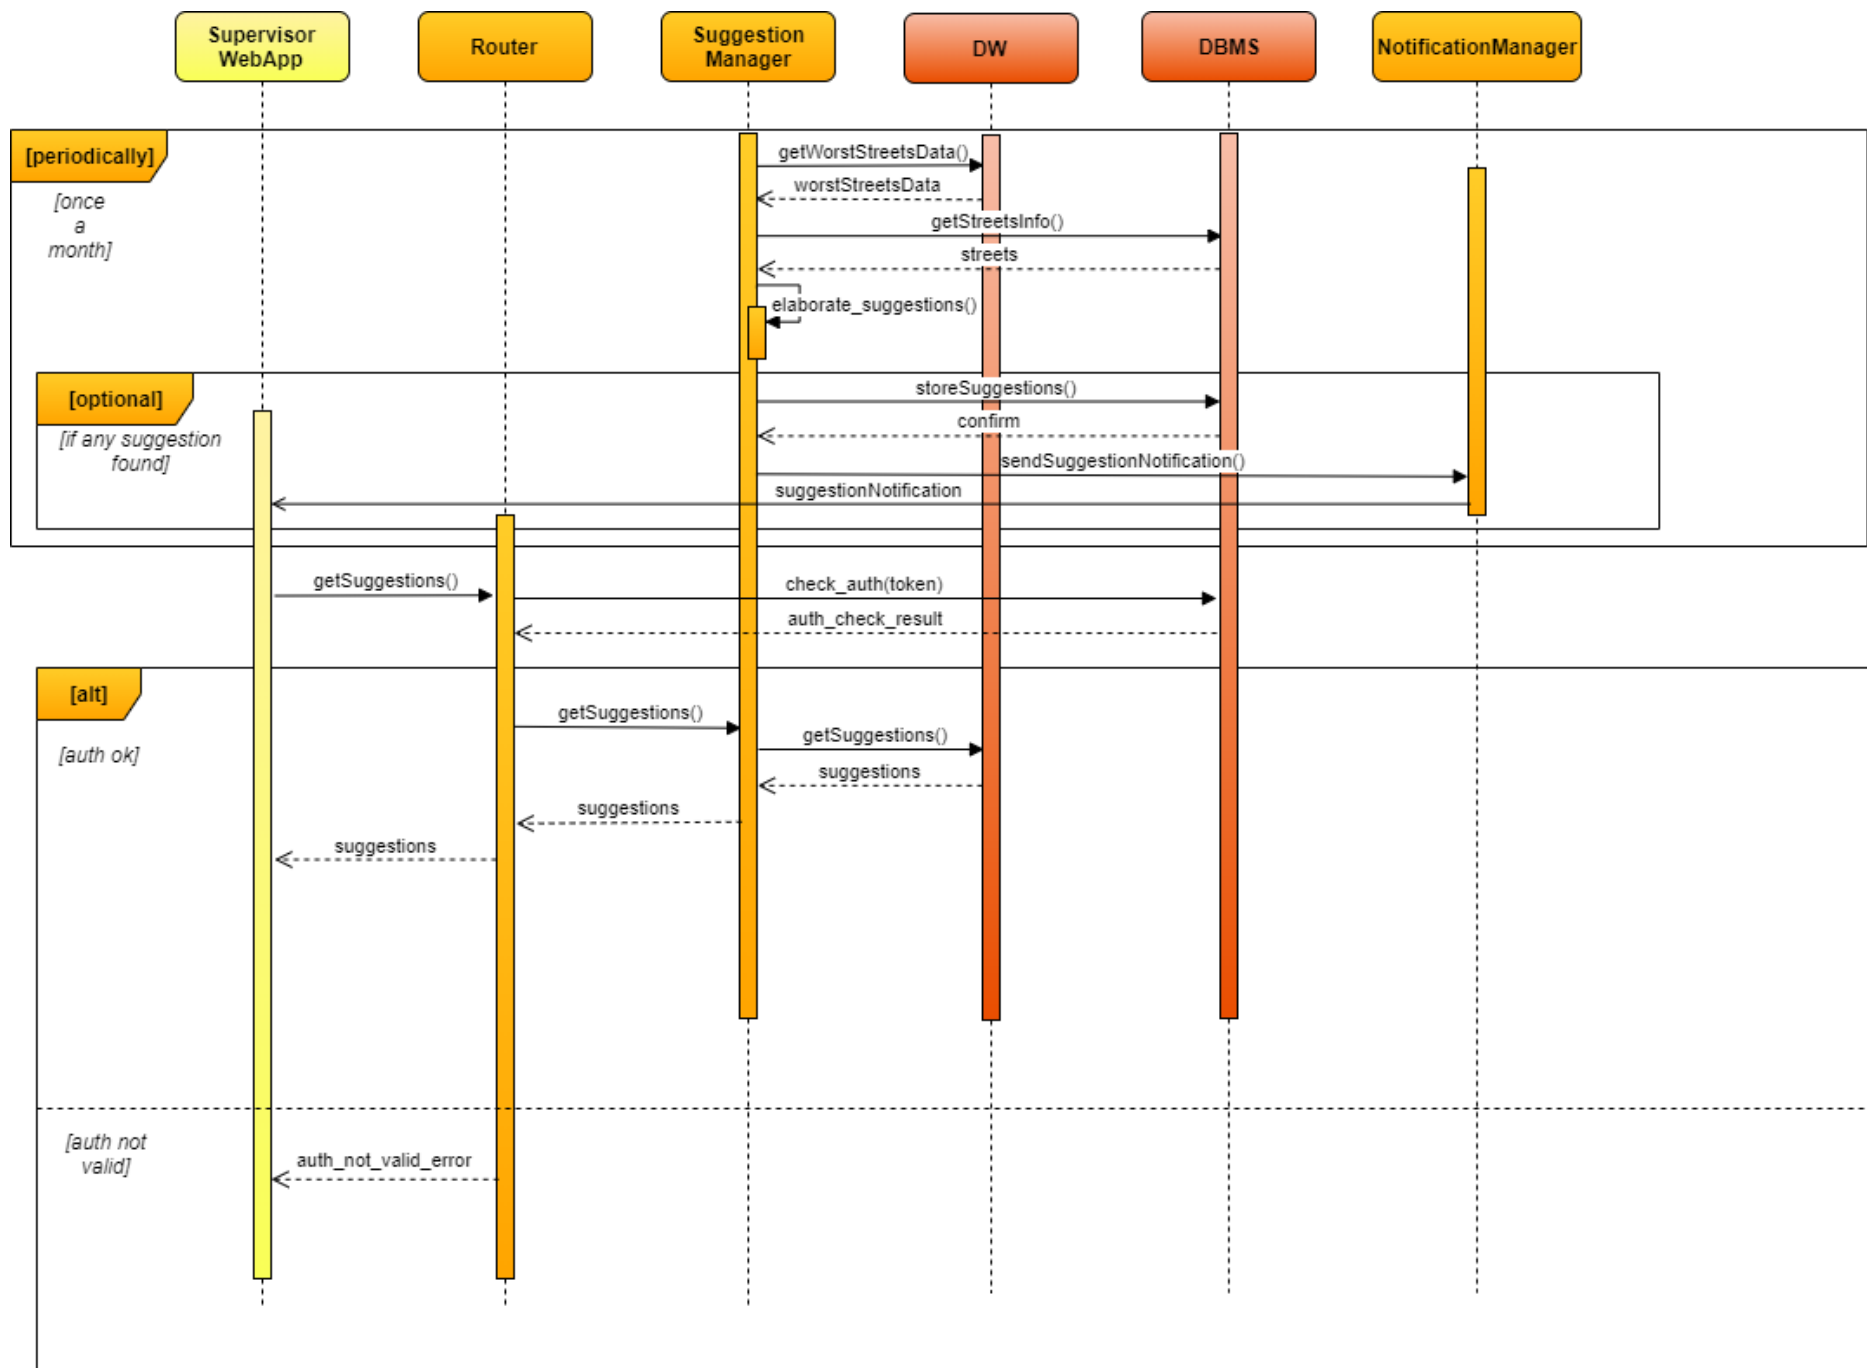 Supervisor
WebApp
Router
Suggestion
Manager
DW
DBMS
NotificationManager
[periodically]
[once
a
month]
getWorstStreetsData()
worstStreetsData
getStreetsInfo()
streets
elaborate_suggestions()
[optional]
[if any suggestion
found]
storeSuggestions()
confirm
sendSuggestionNotification()
suggestionNotification
getSuggestions()
check_auth(token)
auth_check_result
[alt]
[auth ok]
getSuggestions()
getSuggestions()
suggestions
suggestions
suggestions
[auth not
valid]
auth_not_valid_error